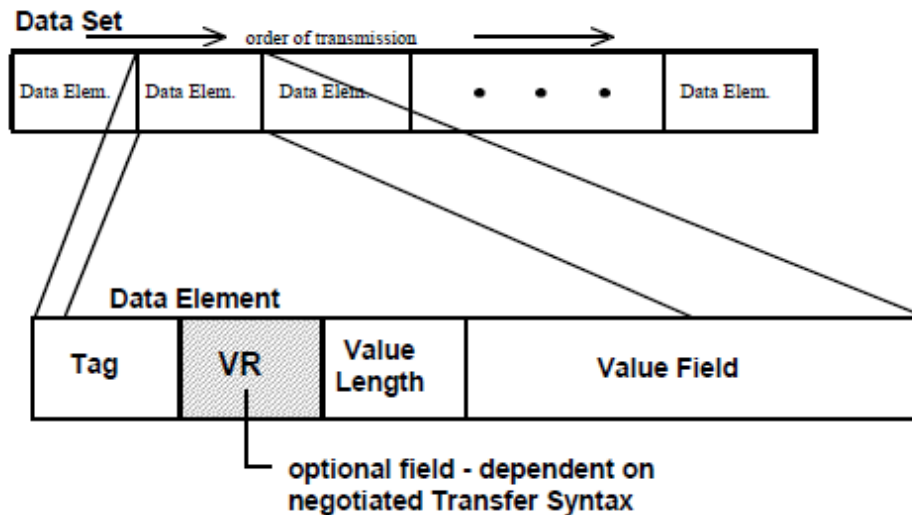 Data Set
order of transmission
Data Elem. Data Elem. Data Elem. Data Elem.
Data Element
Tag VR Value Length Value Field
optional field - dependent on
negotiated Transfer Syntax